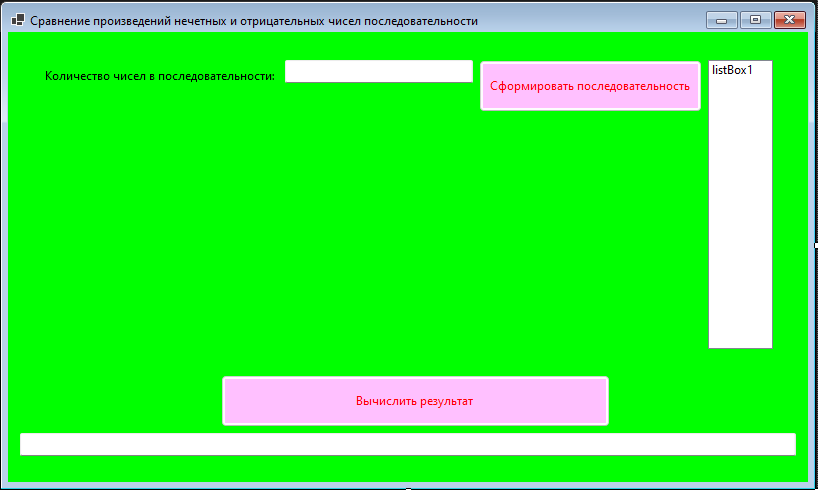 Сравнение произведений нечетных и отрицательных чисел последовательности
Количество чисел в последовательности:
Сформировать последовательность
listBox1
Вычислить результат